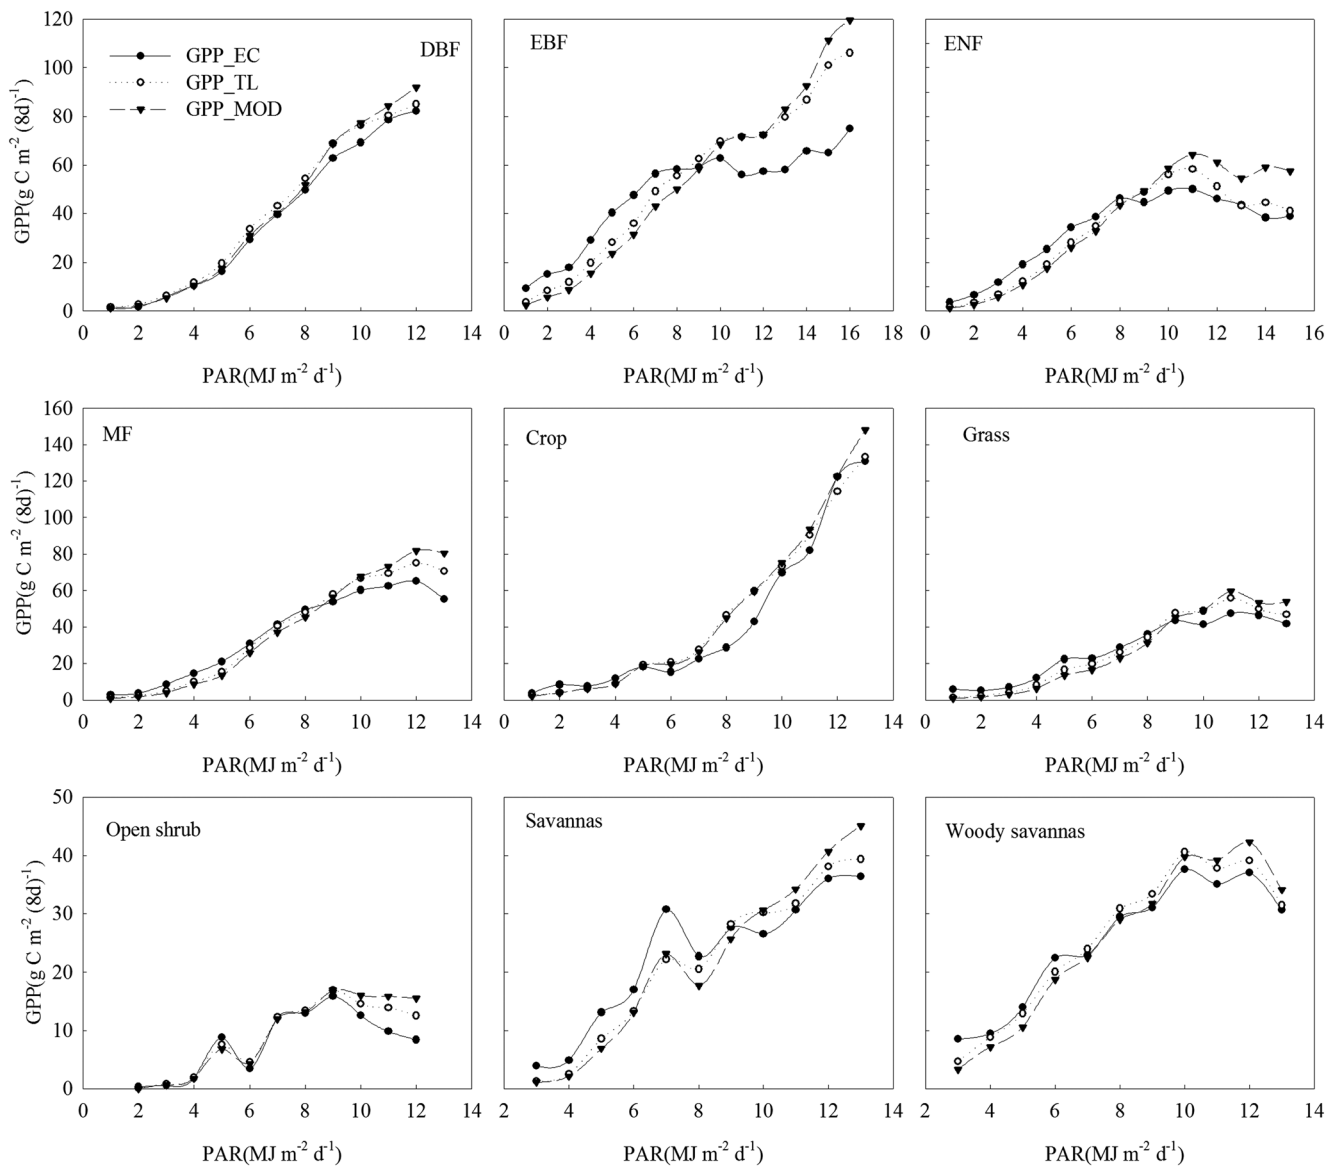 120
100
80
60
40
20
0
GPP(g C m-2 (8d)-1)
GPP_EC
GPP_TL
GPP_MOD
DBF
0 2 4 6 8 10 12 14
PAR(MJ m-2 d-1)
EBF
0 2 4 6 8 10 12 14 16 18
PAR(MJ m-2 d-1)
ENF
0 2 4 6 8 10 12 14 16
PAR(MJ m-2 d-1)
160
140
120
100
80
60
40
20
0
GPP(g C m-2 (8d)-1)
MF
0 2 4 6 8 10 12 14
PAR(MJ m-2 d-1)
Crop
0 2 4 6 8 10 12 14
PAR(MJ m-2 d-1)
Grass
0 2 4 6 8 10 12 14
PAR(MJ m-2 d-1)
50
40
30
20
10
0
GPP(g C m-2 (8d)-1)
Open shrub
0 2 4 6 8 10 12 14
PAR(MJ m-2 d-1)
Savannas
2 4 6 8 10 12 14
PAR(MJ m-2 d-1)
Woody savannas
2 4 6 8 10 12 14
PAR(MJ m-2 d-1)